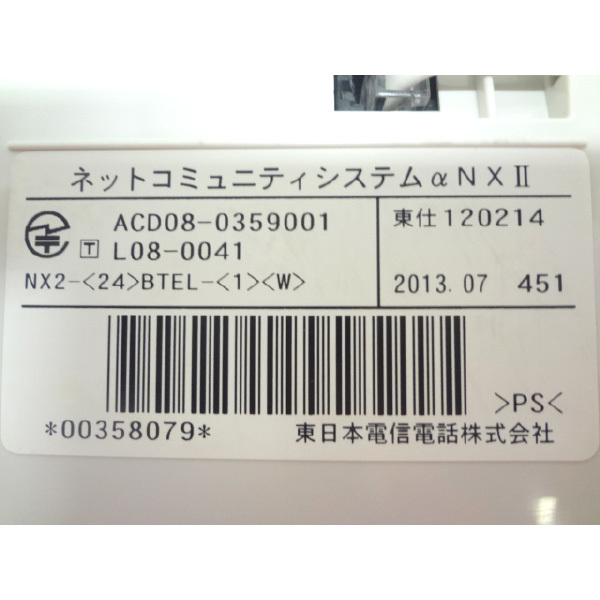 ネットコミュニティシステムαNXⅡ
ACD08-0359001
T L08-0041
NX2-<24>BTEL-<1><W>
東仕120214
2013.07 451
>PS<
*00358079* 東日本電信電話株式会社